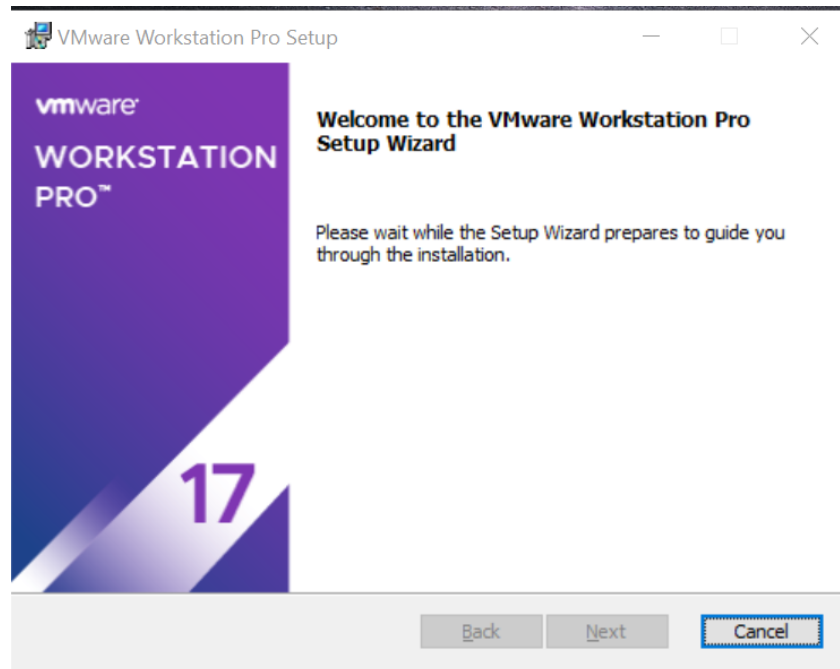 VMware Workstation Pro Setup
vmware
WORKSTATION
PRO™
17
Welcome to the VMware Workstation Pro
Setup Wizard
Please wait while the Setup Wizard prepares to guide you
through the installation.
Back
Next
Cancel